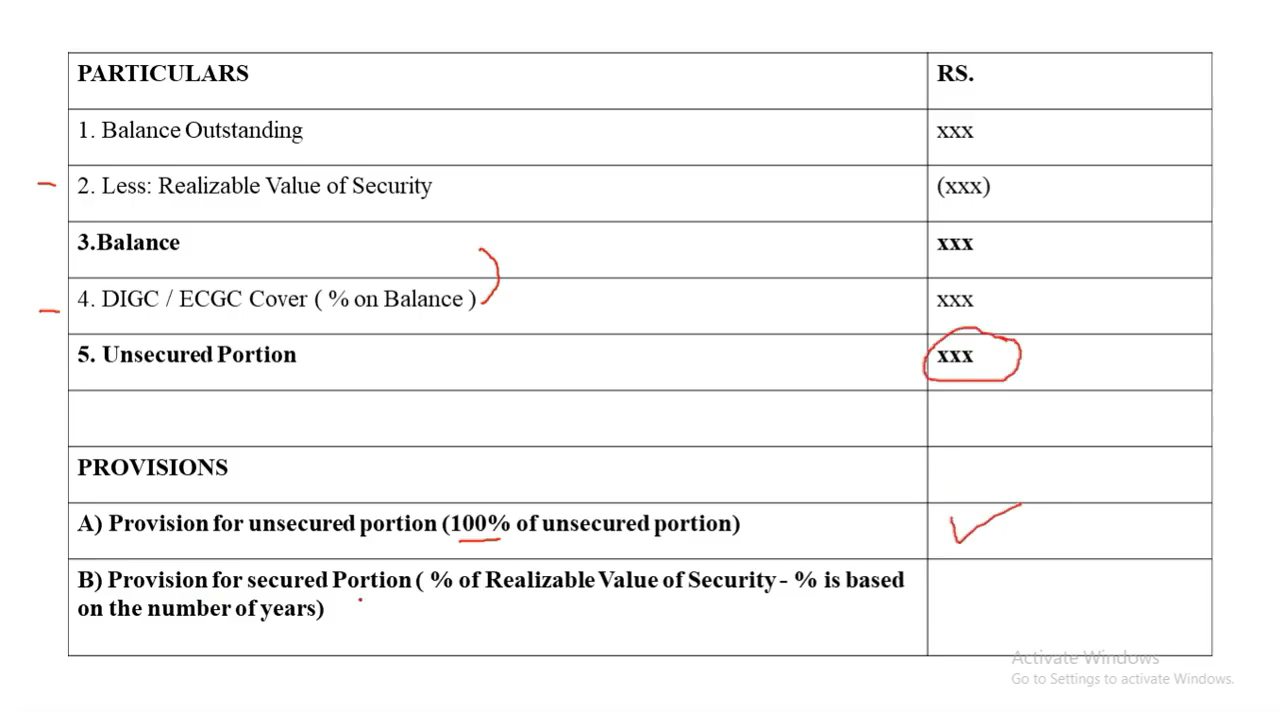 PARTICULARS RS.
1. Balance Outstanding xxx
2. Less: Realizable Value of Security (xxx)
3.Balance xxx
4. DIGC / ECGC Cover ( % on Balance ) xxx
5. Unsecured Portion xxx
PROVISIONS
A) Provision for unsecured portion (100% of unsecured portion)
B) Provision for secured Portion ( % of Realizable Value of Security - % is based
on the number of years)
Activate Windows
Go to Settings to activate Windows.